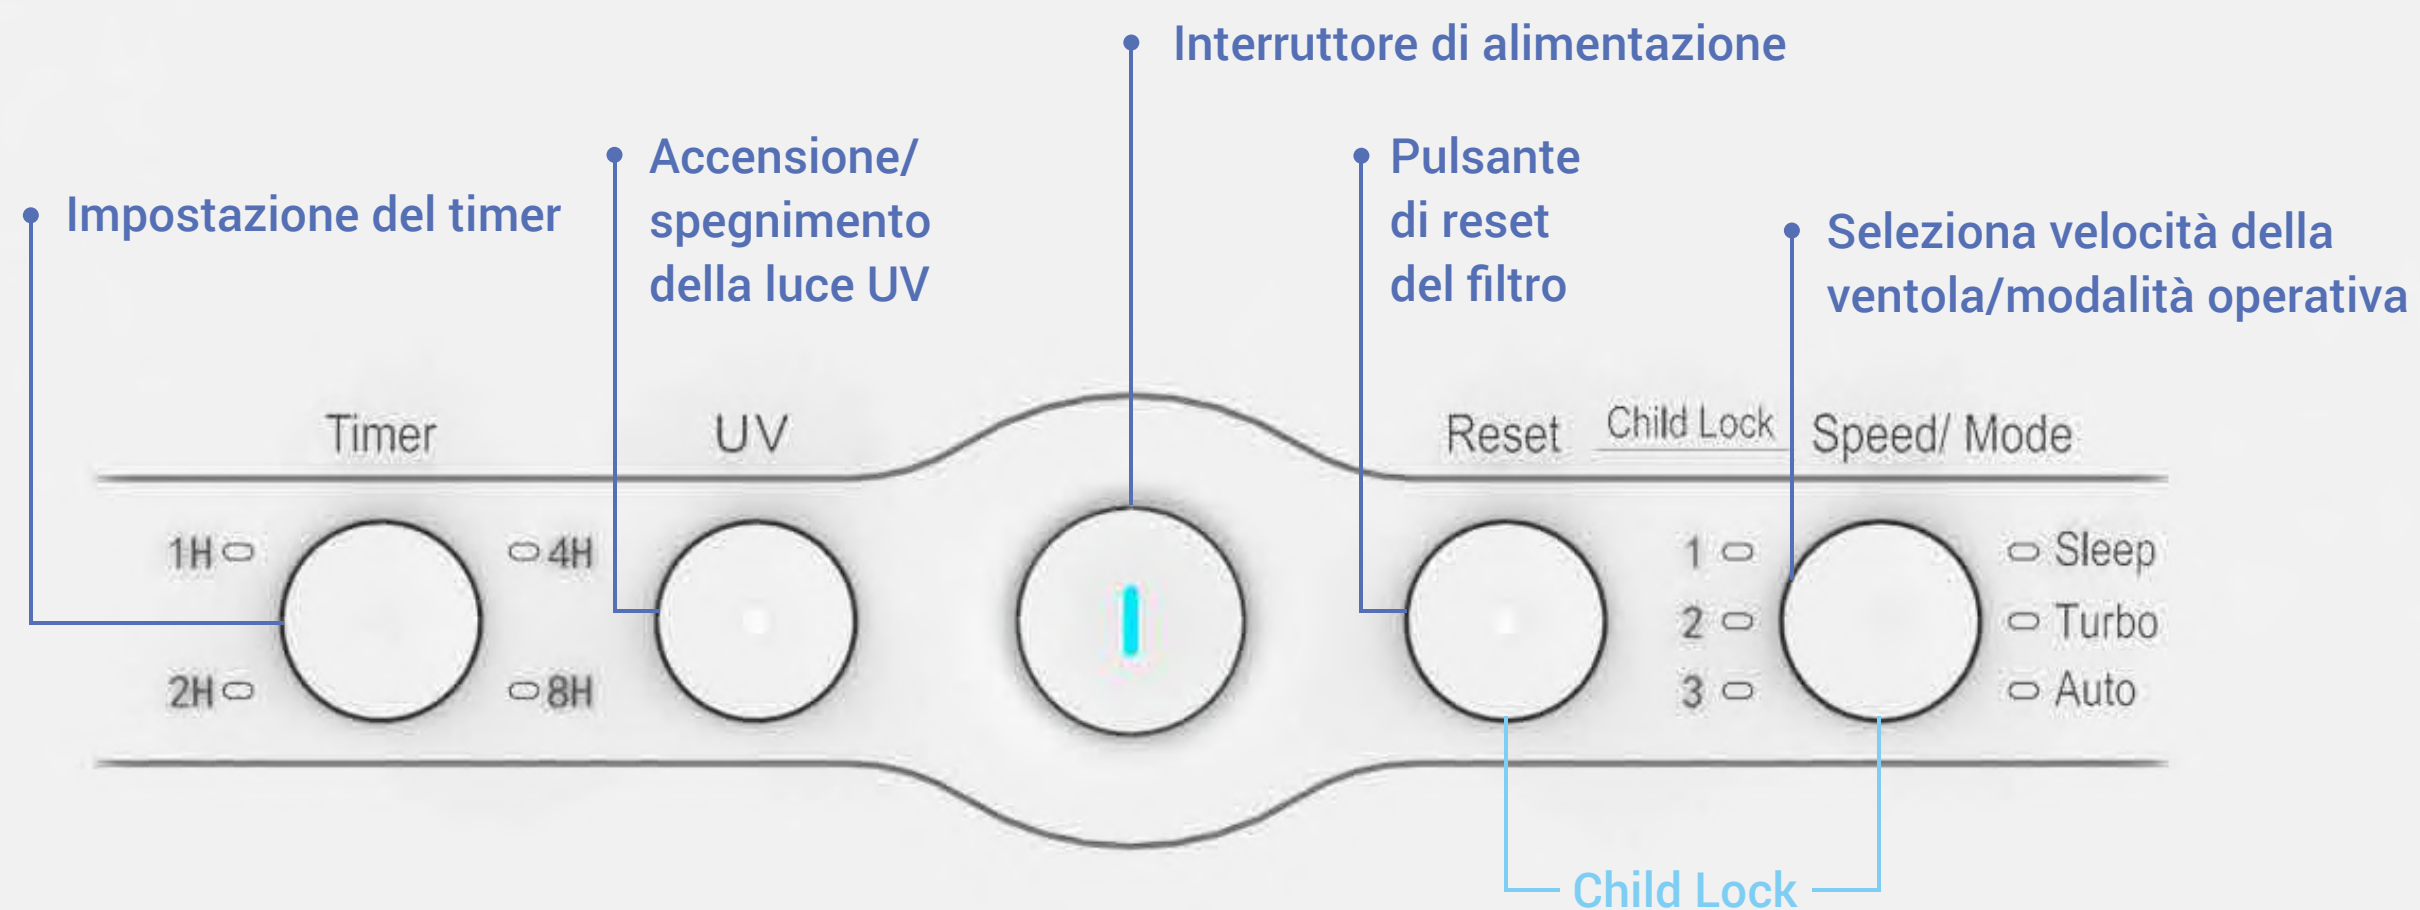 Interruttore di alimentazione
Accensione/
spegnimento
della luce UV
Pulsante
di reset
del filtro
Impostazione del timer
Seleziona velocità della
ventola/modalità operativa
Timer
UV
Reset
Child Lock
Speed/ Mode
1H
4H
2H
8H
1
2
3
Sleep
Turbo
Auto
Child Lock